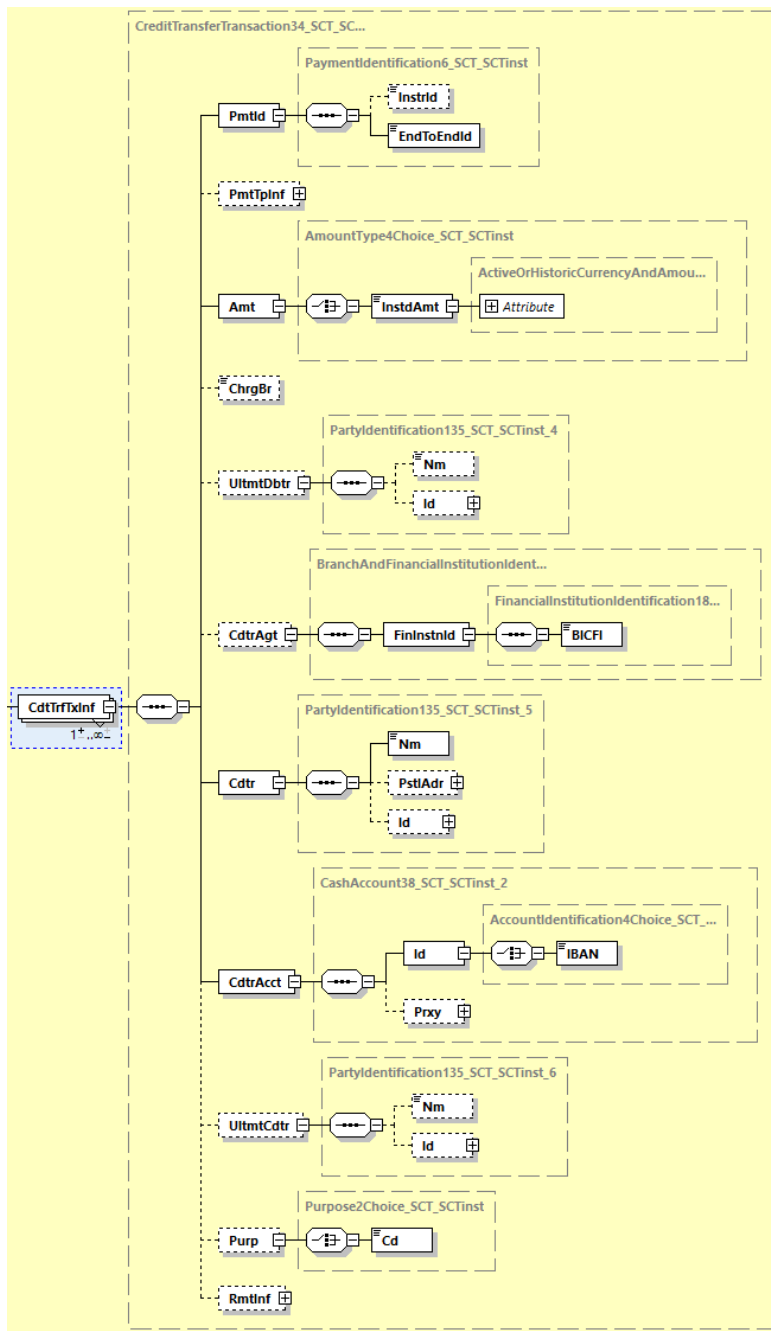 CreditTransferTransaction34_SCT_SC...
PaymentIdentification6_SCT_SCTinst
PmtId
InstrId
EndToEndId
PmtTpInf
AmountType4Choice_SCT_SCTinst
ActiveOrHistoricCurrencyAndAmou...
Amt
InstdAmt
Attribute
ChrgBr
PartyIdentification135_SCT_SCTinst_4
UltmtDbtr
Nm
Id
BranchAndFinancialInstitutionIdent...
FinancialInstitutionIdentification18...
CdtrAgt
FinInstnId
BICFI
CdtTrfTxInf
1..∞
PartyIdentification135_SCT_SCTinst_5
Cdtr
Nm
PstlAdr
Id
CashAccount38_SCT_SCTinst_2
AccountIdentification4Choice_SCT_...
CdtrAcct
Id
IBAN
Prxy
PartyIdentification135_SCT_SCTinst_6
UltmtCdtr
Nm
Id
Purpose2Choice_SCT_SCTinst
Purp
Cd
RmtInf